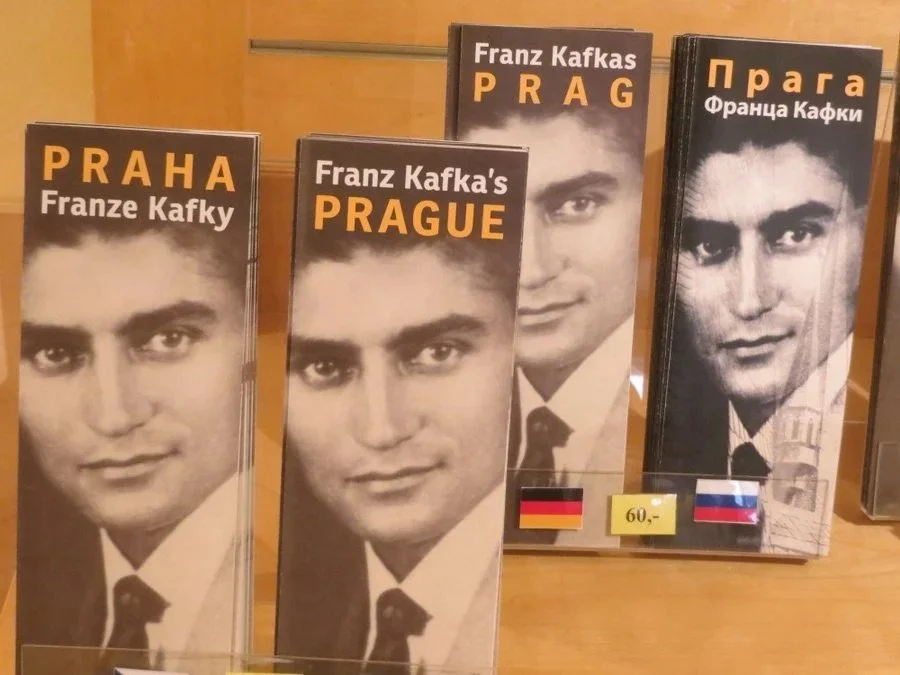 PRAHA
Franze Kafky
Franz Kafka's
PRAGUE
Franz Kafkas
PRAG
Прага
Франца Кафки
60,-